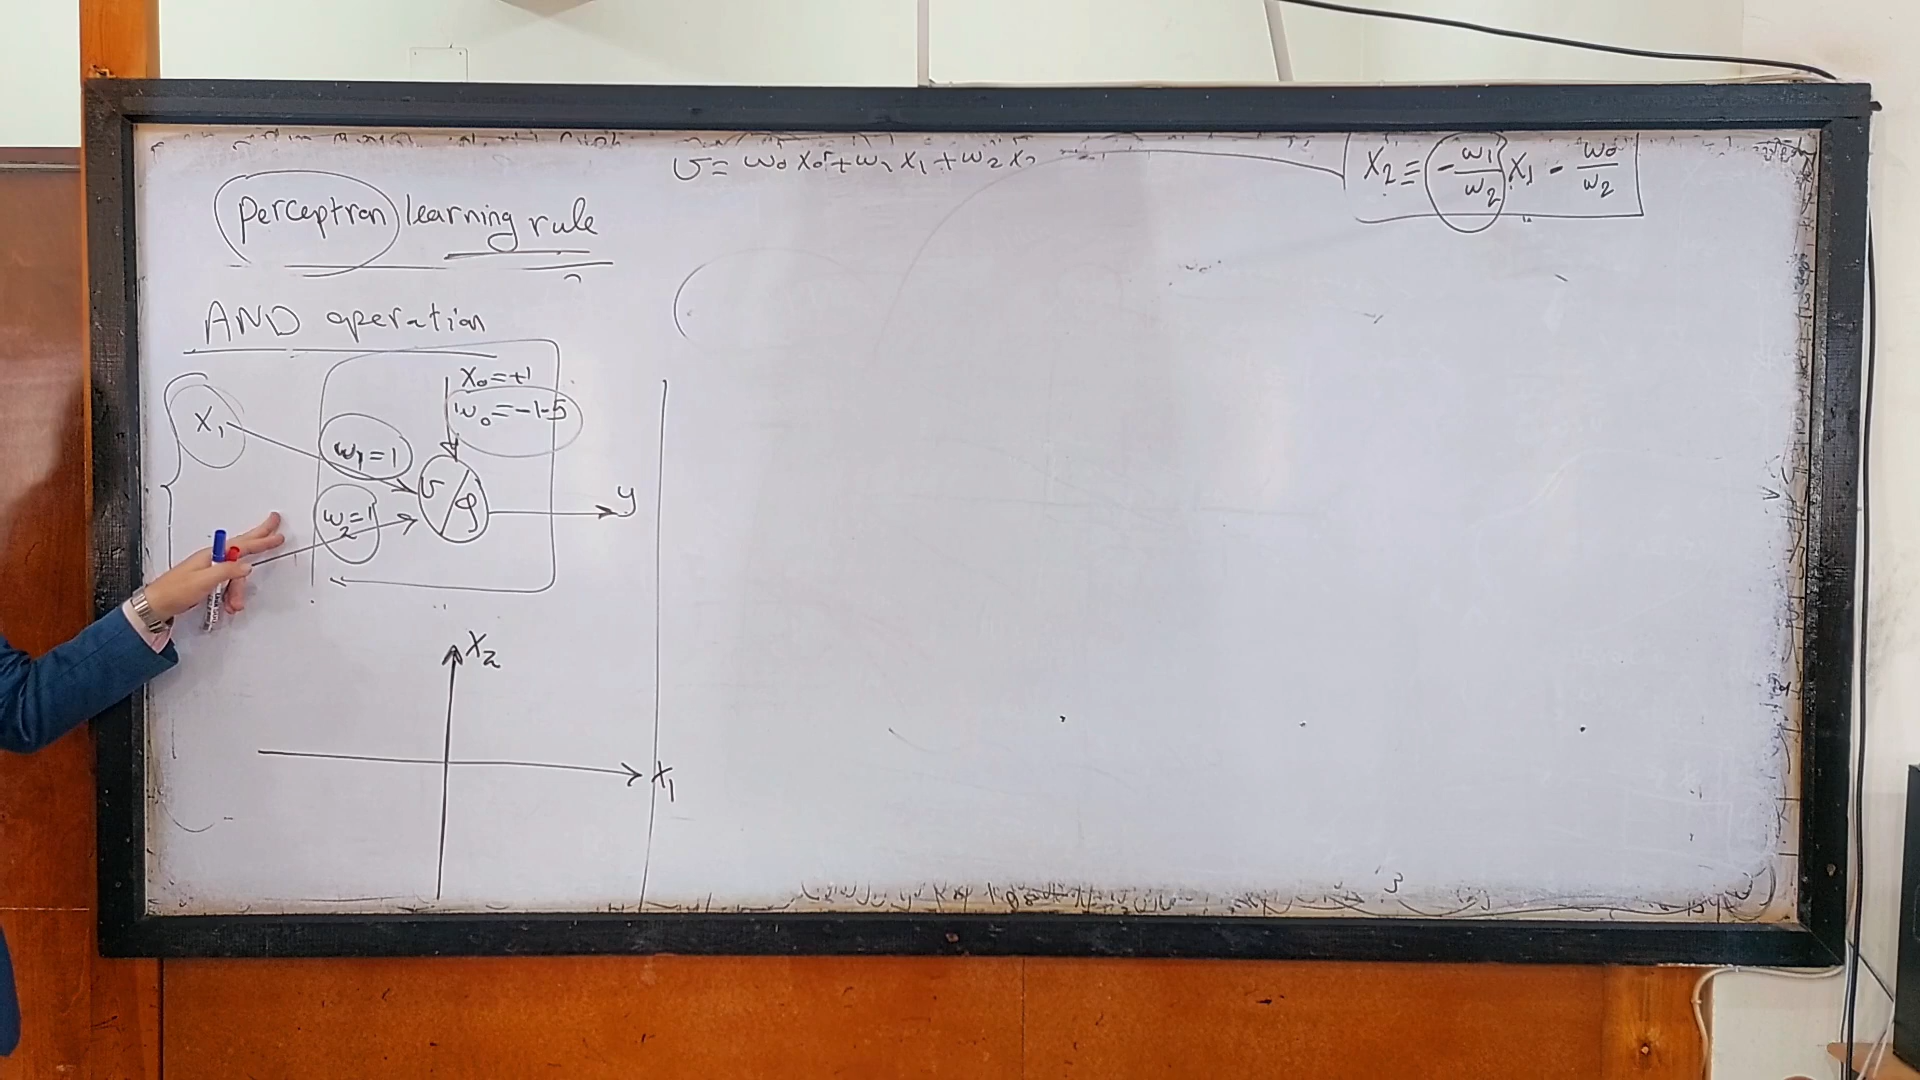 v = w0 x0 + w1 x1 + w2 x2
x2 = -w1/w2 x1 - w0/w2
perceptron learning rule
AND operation
x0 = +1
w0 = -1.5
x1
w1 = 1
v / φ
y
w2 = 1
x2
x1